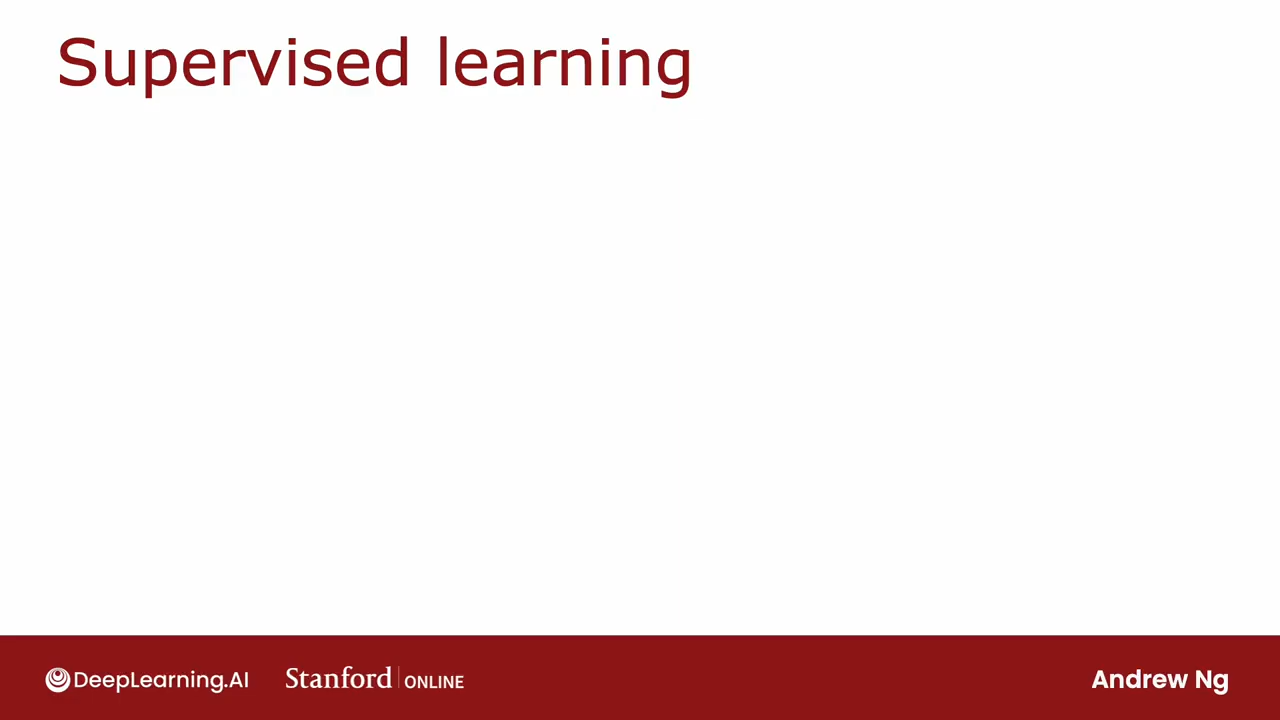 Supervised learning
DeepLearning.AI
Stanford ONLINE
Andrew Ng